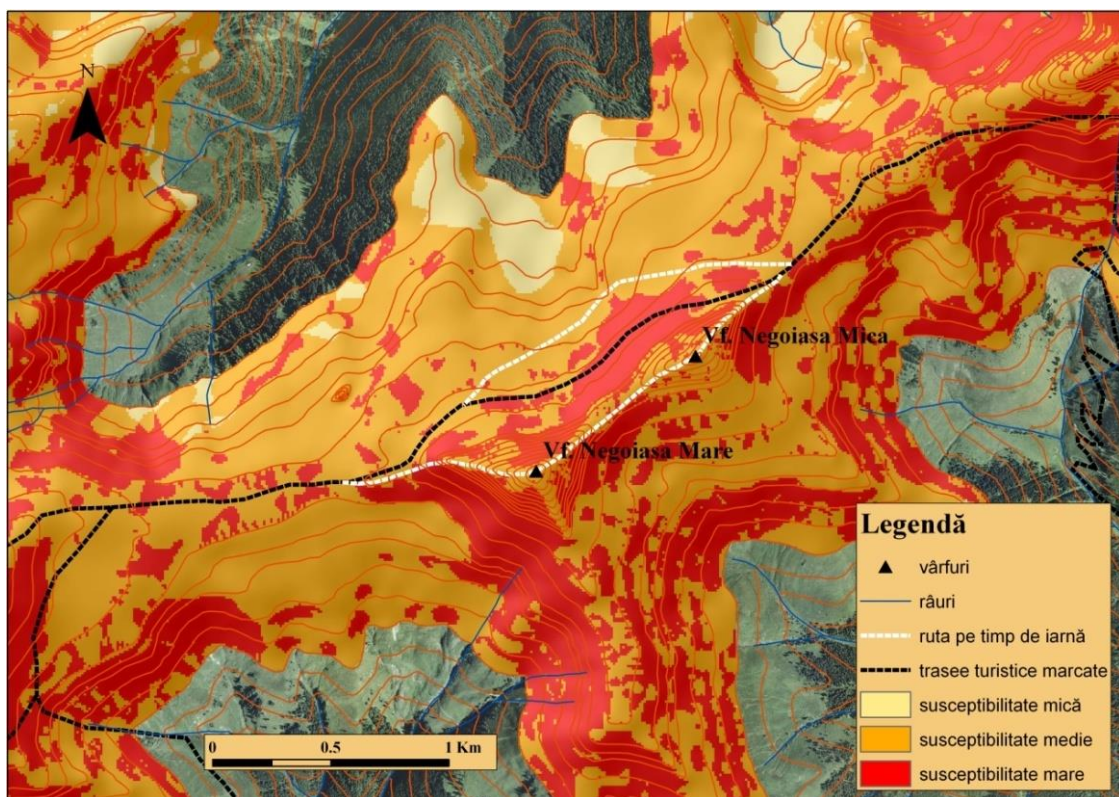 N
Vf. Negoiasa Mica
Vf. Negoiasa Mare
Legendă
vârfuri
râuri
ruta pe timp de iarnă
trasee turistice marcate
susceptibilitate mică
susceptibilitate medie
susceptibilitate mare
0 0.5 1 Km